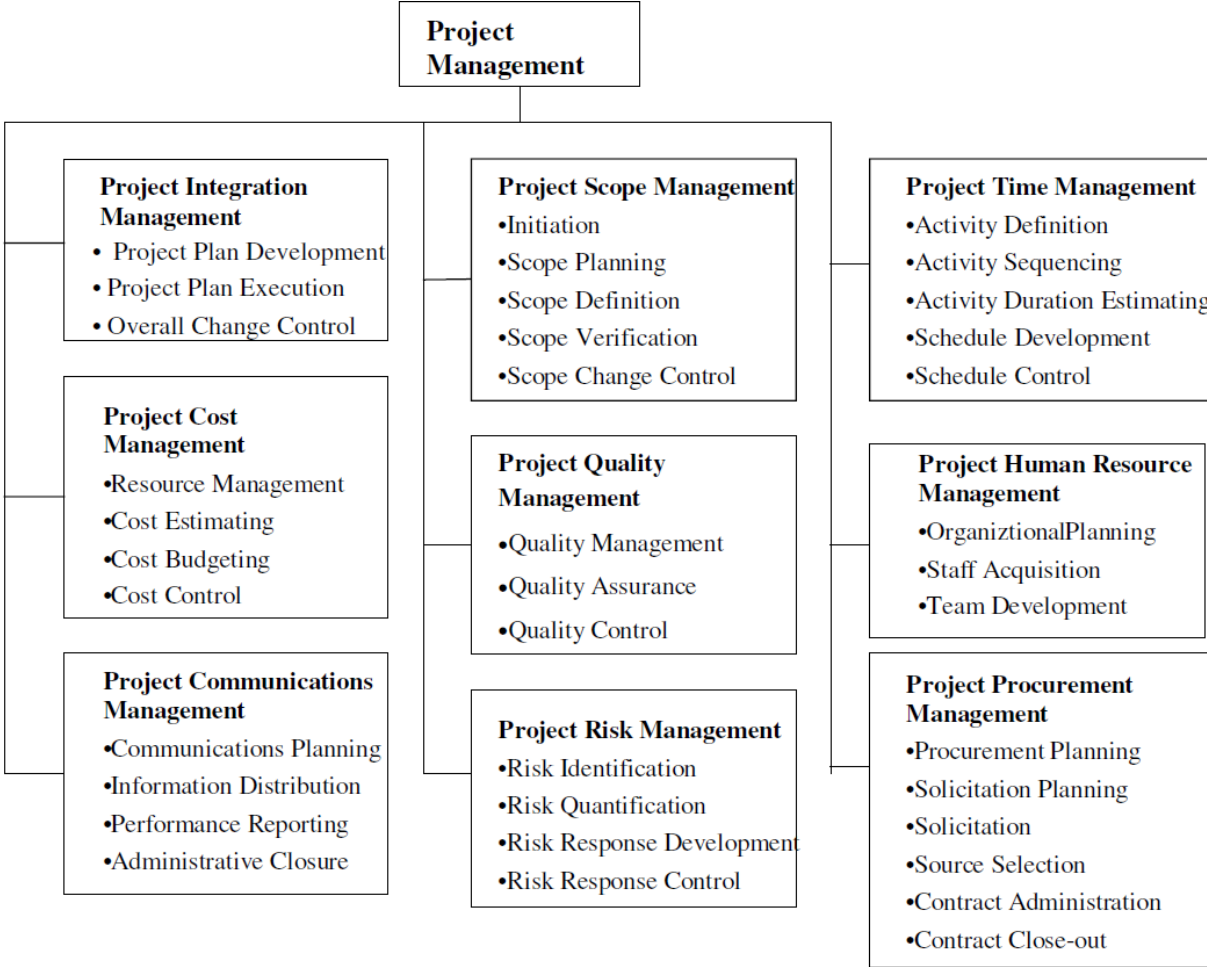 Project
Management
Project Integration
Management
• Project Plan Development
• Project Plan Execution
• Overall Change Control
Project Scope Management
•Initiation
•Scope Planning
•Scope Definition
•Scope Verification
•Scope Change Control
Project Time Management
•Activity Definition
•Activity Sequencing
•Activity Duration Estimating
•Schedule Development
•Schedule Control
Project Cost
Management
•Resource Management
•Cost Estimating
•Cost Budgeting
•Cost Control
Project Quality
Management
•Quality Management
•Quality Assurance
•Quality Control
Project Human Resource
Management
•OrganiztionalPlanning
•Staff Acquisition
•Team Development
Project Communications
Management
•Communications Planning
•Information Distribution
•Performance Reporting
•Administrative Closure
Project Risk Management
•Risk Identification
•Risk Quantification
•Risk Response Development
•Risk Response Control
Project Procurement
Management
•Procurement Planning
•Solicitation Planning
•Solicitation
•Source Selection
•Contract Administration
•Contract Close-out